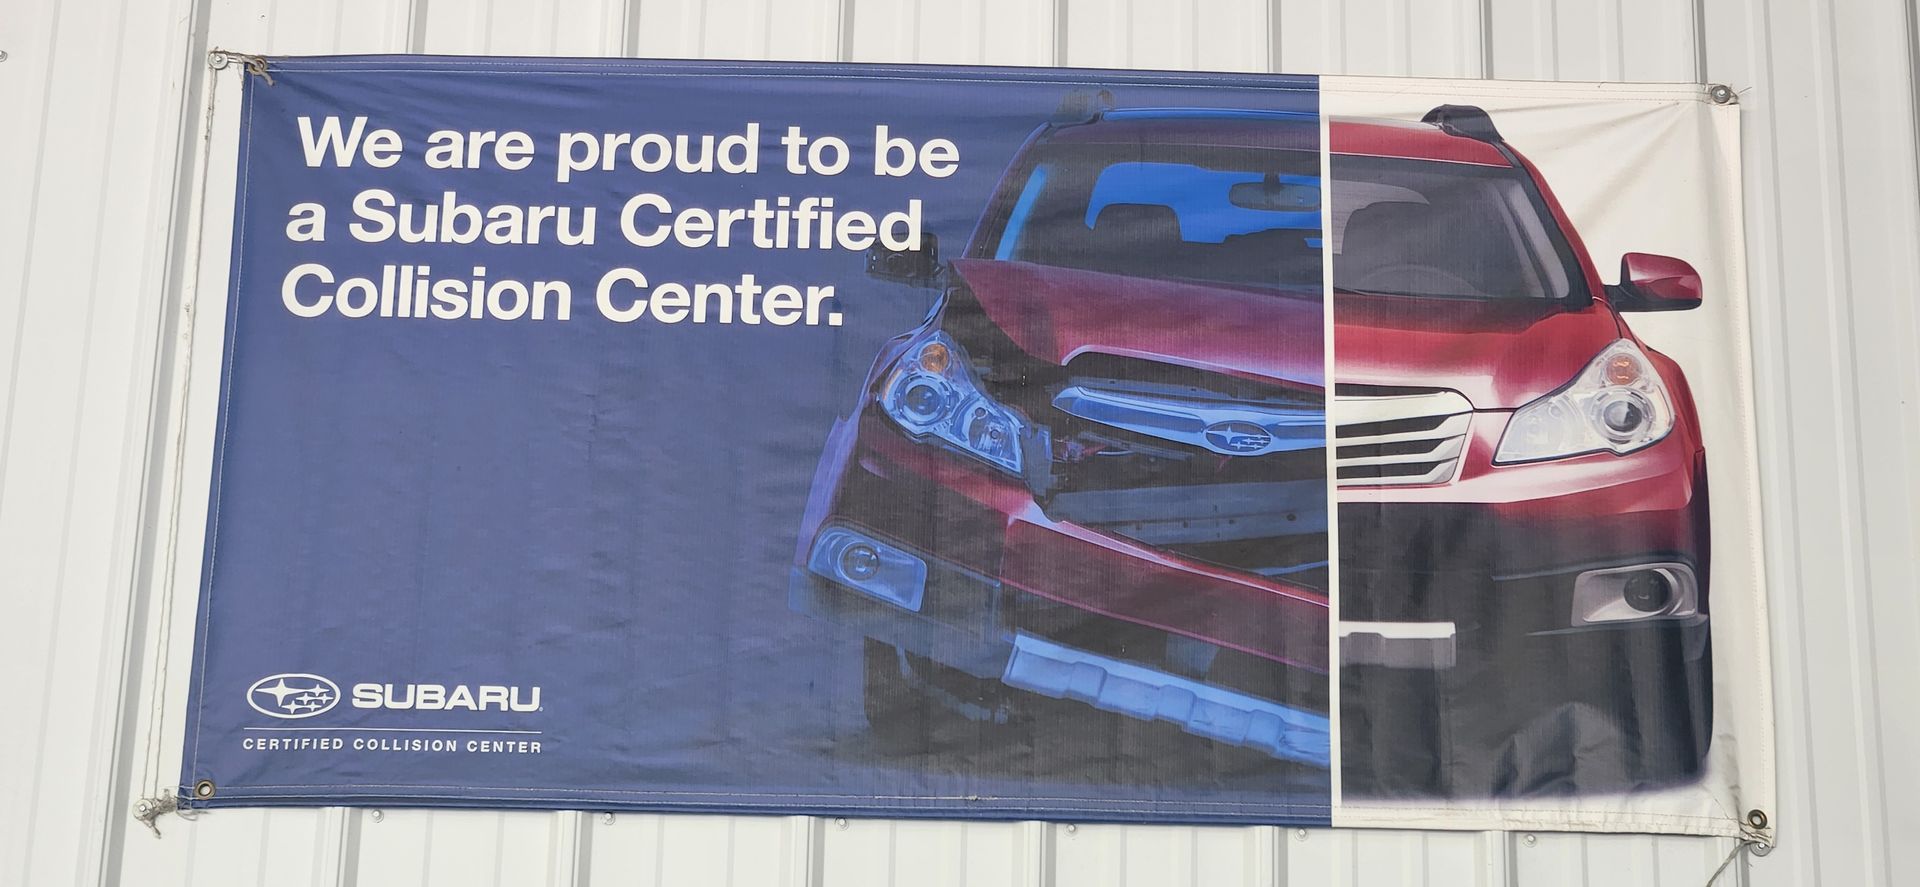 We are proud to be
a Subaru Certified
Collision Center.
SUBARU
CERTIFIED COLLISION CENTER